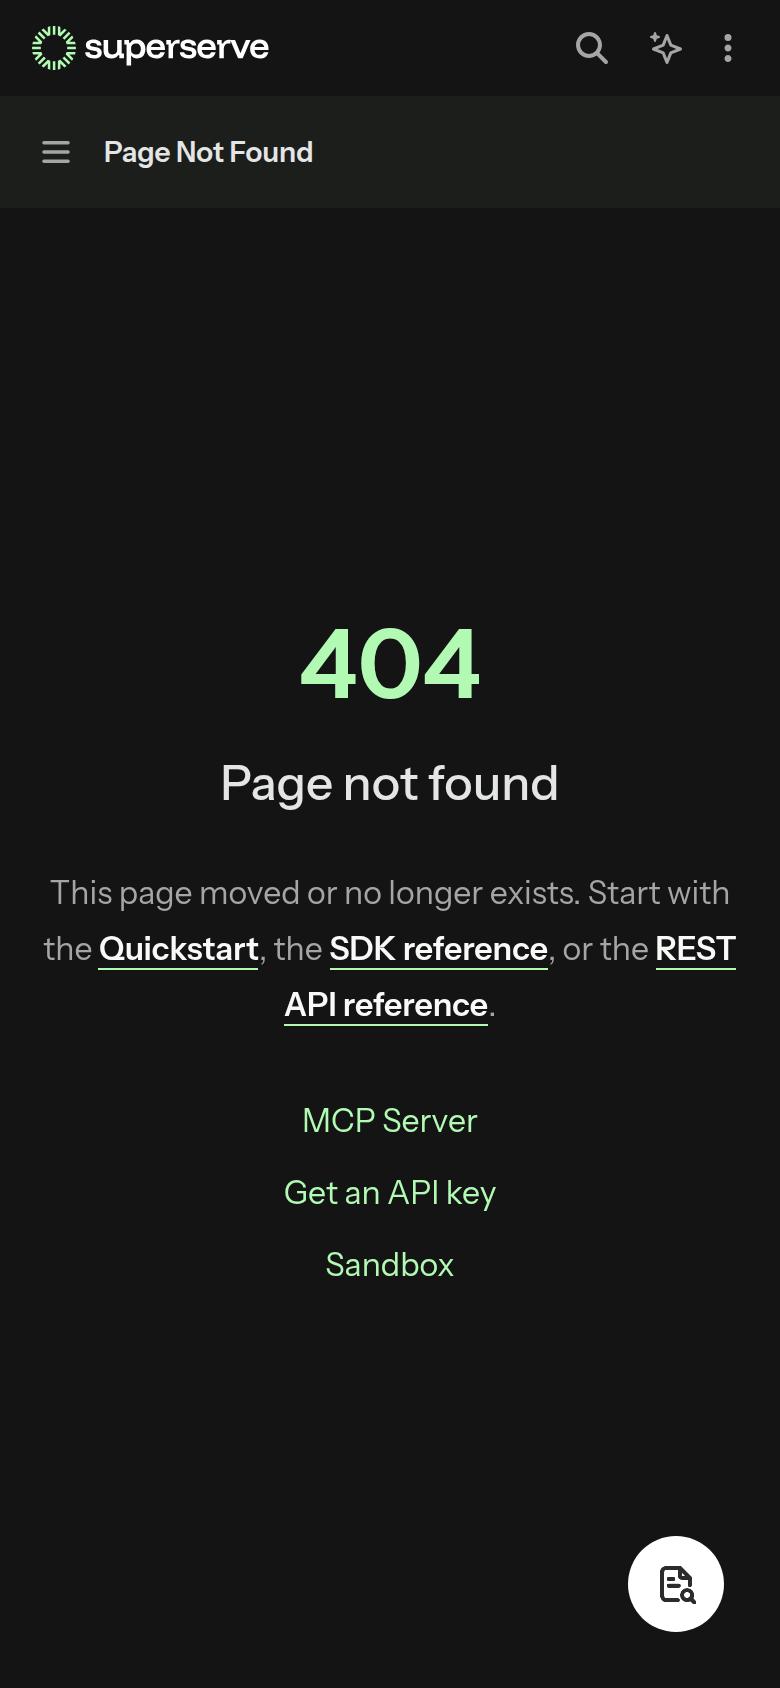 superserve
Page Not Found
404
Page not found
This page moved or no longer exists. Start with
the Quickstart, the SDK reference, or the REST
API reference.
MCP Server
Get an API key
Sandbox